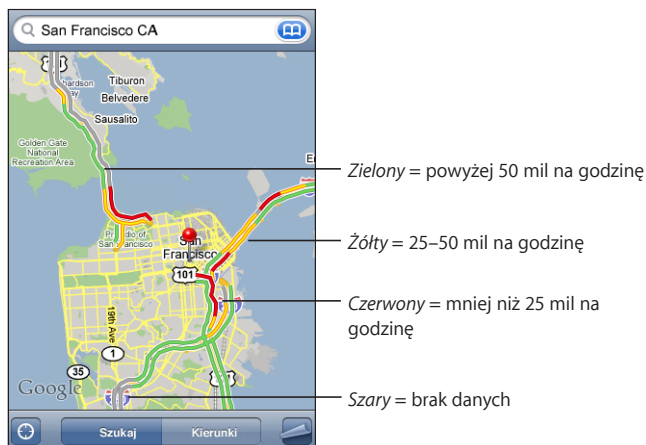 San Francisco CA
Tiburon
Belvedere
Sausalito
Golden Gate
National
Recreation Area
San Francisco
San
Francisco
101
19th Ave
1
35
Google
Szukaj
Kierunki
Zielony = powyżej 50 mil na godzinę
Żółty = 25–50 mil na godzinę
Czerwony = mniej niż 25 mil na
godzinę
Szary = brak danych